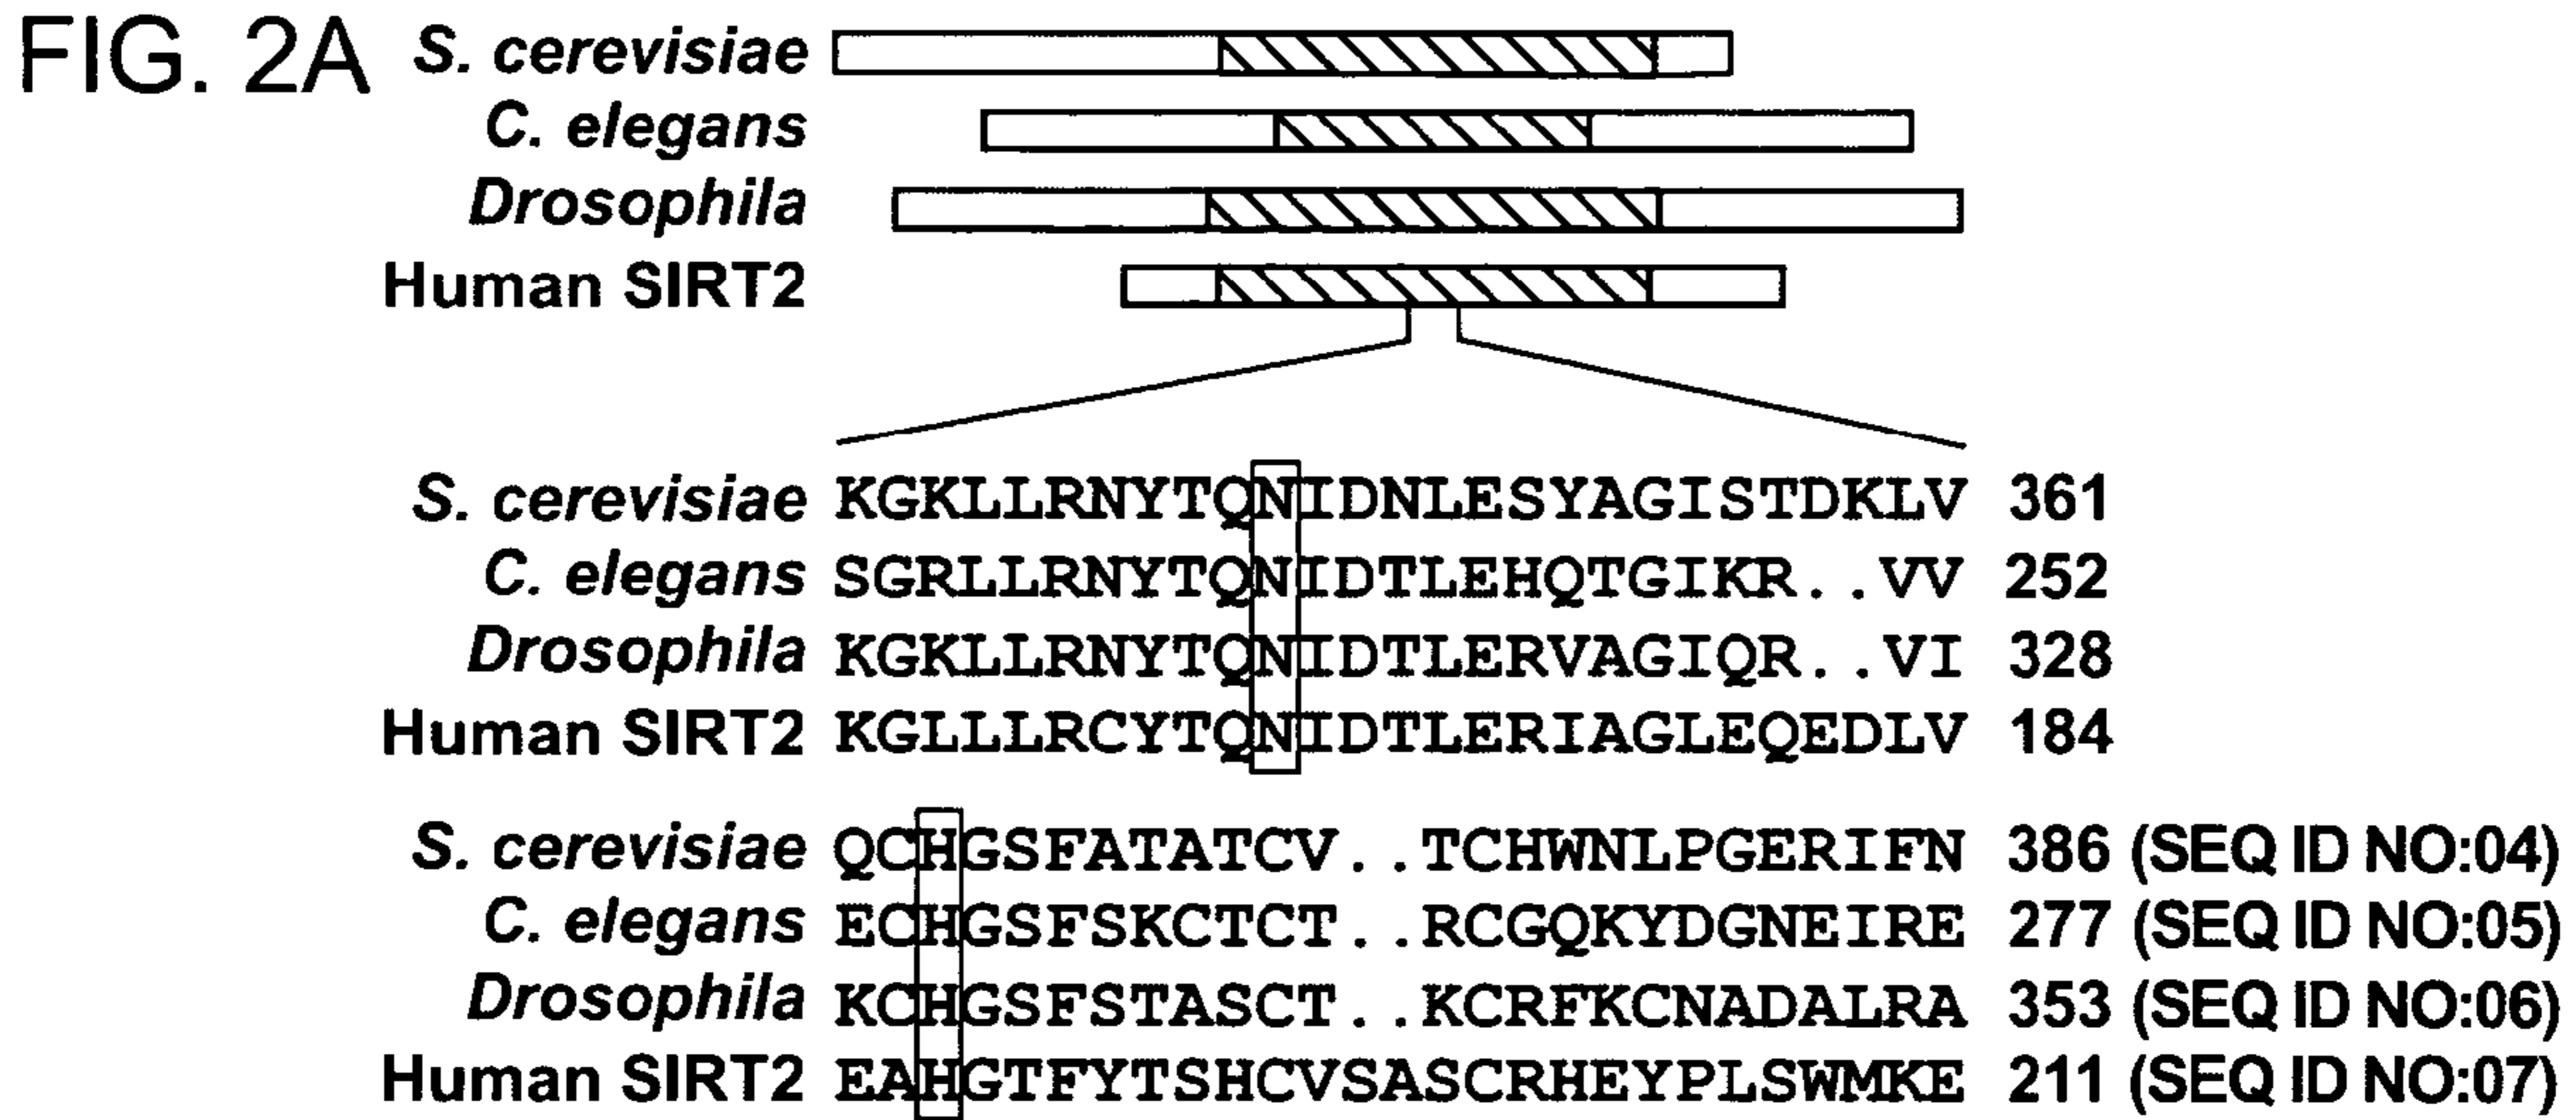 FIG. 2A
S. cerevisiae
C. elegans
Drosophila
Human SIRT2
S. cerevisiae KGKLLRNYTQNIDNLESYAGISTDKLV 361
C. elegans SGRLLRNYTQNIDTLEHQTGIKR..VV 252
Drosophila KGKLLRNYTQNIDTLERVAGIQR..VI 328
Human SIRT2 KGLLLRCYTQNIDTLERIAGLEQEDLV 184
S. cerevisiae QCHGSFATATCV..TCHWNLPGERIFN 386 (SEQ ID NO:04)
C. elegans ECHGSFSKCTCT..RCGQKYDGNEIRE 277 (SEQ ID NO:05)
Drosophila KCHGSFSTASCT..KCRFKCNADALRA 353 (SEQ ID NO:06)
Human SIRT2 EAHGTFYTSHCVSASCRHEYPLSWMKE 211 (SEQ ID NO:07)